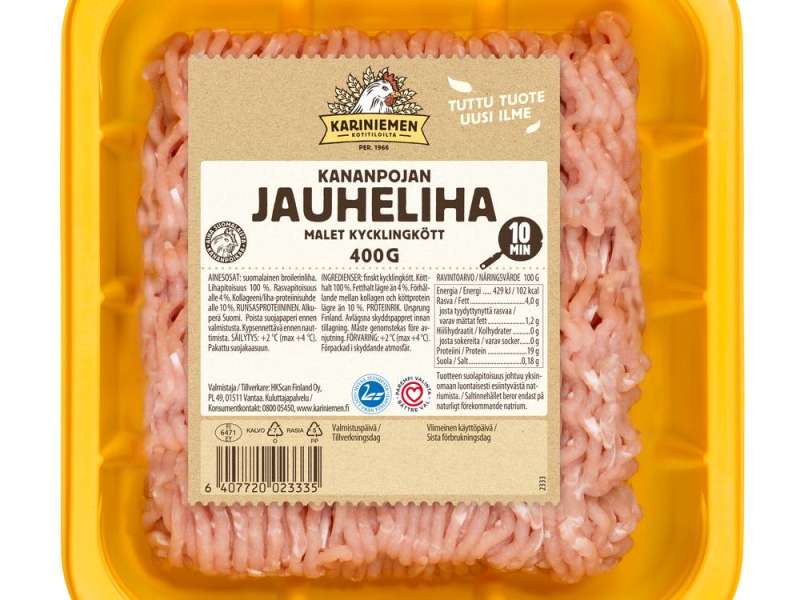 KARINIEMEN
KOTITILOILTA
PER. 1966
TUTTU TUOTE
UUSI ILME
KANANPOJAN
JAUHELIHA
MALET KYCKLINGKÖTT
400G
10
MIN
AINESOSAT: suomalainen broilerinliha.
Lihapitoisuus 100 %. Rasvapitoisuus
alle 4 %. Kollageeni/liha-proteiinisuhde
alle 10 %. RUNSASPROTEIININEN. Alku-
perä Suomi. Poista suojapaperi ennen
valmistusta. Kypsennettävä ennen naut-
timista. SÄILYTYS: +2 °C (max +4 °C).
Pakattu suojakaasuun.
INGREDIENSER: finskt kycklingkött. Kött-
halt 100 %. Fetthalt lägre än 4 %. Förhål-
lande mellan kollagen och köttprotein
lägre än 10 %. PROTEINRIK. Ursprung
Finland. Avlägsna skyddspappret innan
tillagning. Måste genomstekas före av-
njutning. FÖRVARING: +2 °C (max +4 °C).
Förpackad i skyddande atmosfär.
RAVINTOARVO / NÄRINGSVÄRDE 100 G
Energia / Energi ..... 429 kJ / 102 kcal
Rasva / Fett ..... 4,0 g
josta tyydyttynyttä rasvaa /
varav mättat fett ..... 1,2 g
Hiilihydraatit / Kolhydrater ..... 0 g
josta sokereita / varav socker ..... 0 g
Proteiini / Protein ..... 19 g
Suola / Salt ..... 0,18 g
Tuotteen suolapitoisuus johtuu yksin-
omaan luontaisesti esiintyvästä nat-
riumista. / Saltinnehållet beror endast på
naturligt förekommande natrium.
Valmistaja / Tillverkare: HKScan Finland Oy,
PL 49, 01511 Vantaa. Kuluttajapalvelu /
Konsumentkontakt: 0800 05450, www.kariniemen.fi
PAREMPI VALINTA
BÄTTRE VAL
FI
6471
EY
KALVO
7
O
RASIA
5
PP
Valmistuspäivä /
Tillverkningsdag
Viimeinen käyttöpäivä /
Sista förbrukningsdag
6 407720 023335
2333